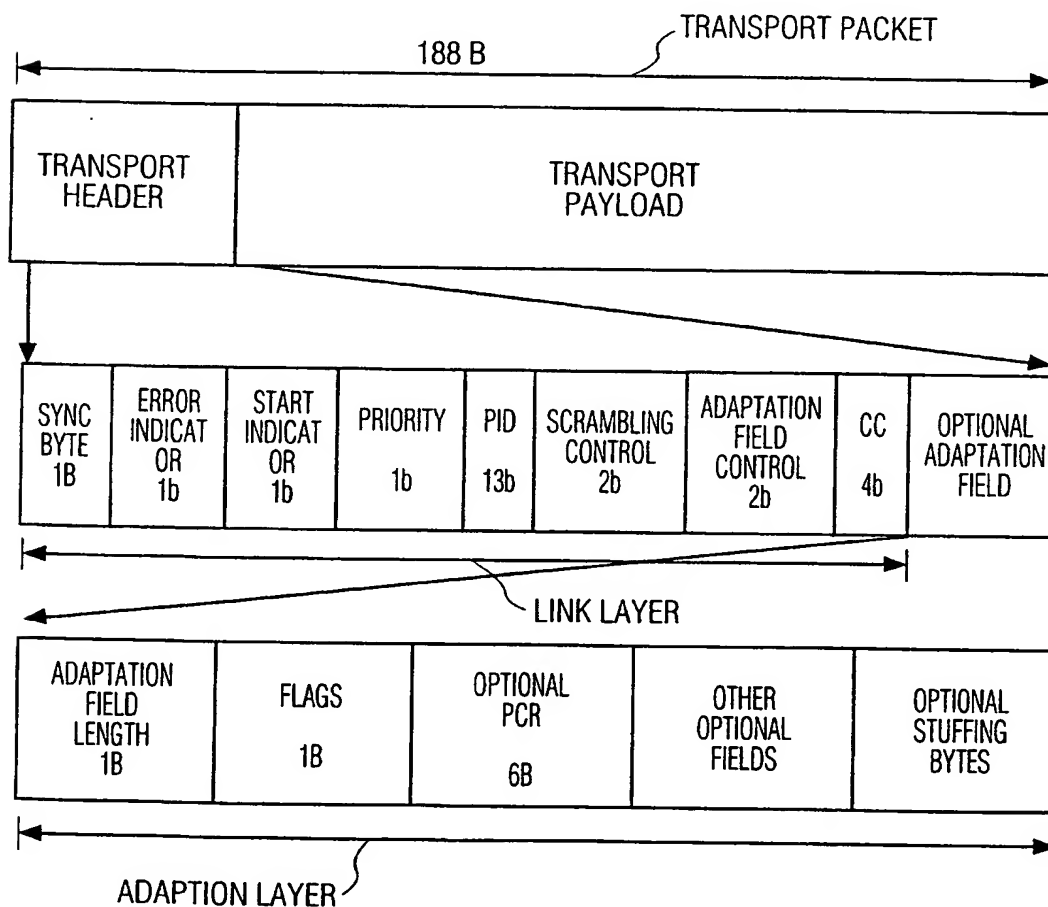 TRANSPORT PACKET
188 B
TRANSPORT
HEADER
TRANSPORT
PAYLOAD
SYNC
BYTE
1B
ERROR
INDICAT
OR
1b
START
INDICAT
OR
1b
PRIORITY
1b
PID
13b
SCRAMBLING
CONTROL
2b
ADAPTATION
FIELD
CONTROL
2b
CC
4b
OPTIONAL
ADAPTATION
FIELD
LINK LAYER
ADAPTATION
FIELD
LENGTH
1B
FLAGS
1B
OPTIONAL
PCR
6B
OTHER
OPTIONAL
FIELDS
OPTIONAL
STUFFING
BYTES
ADAPTION LAYER